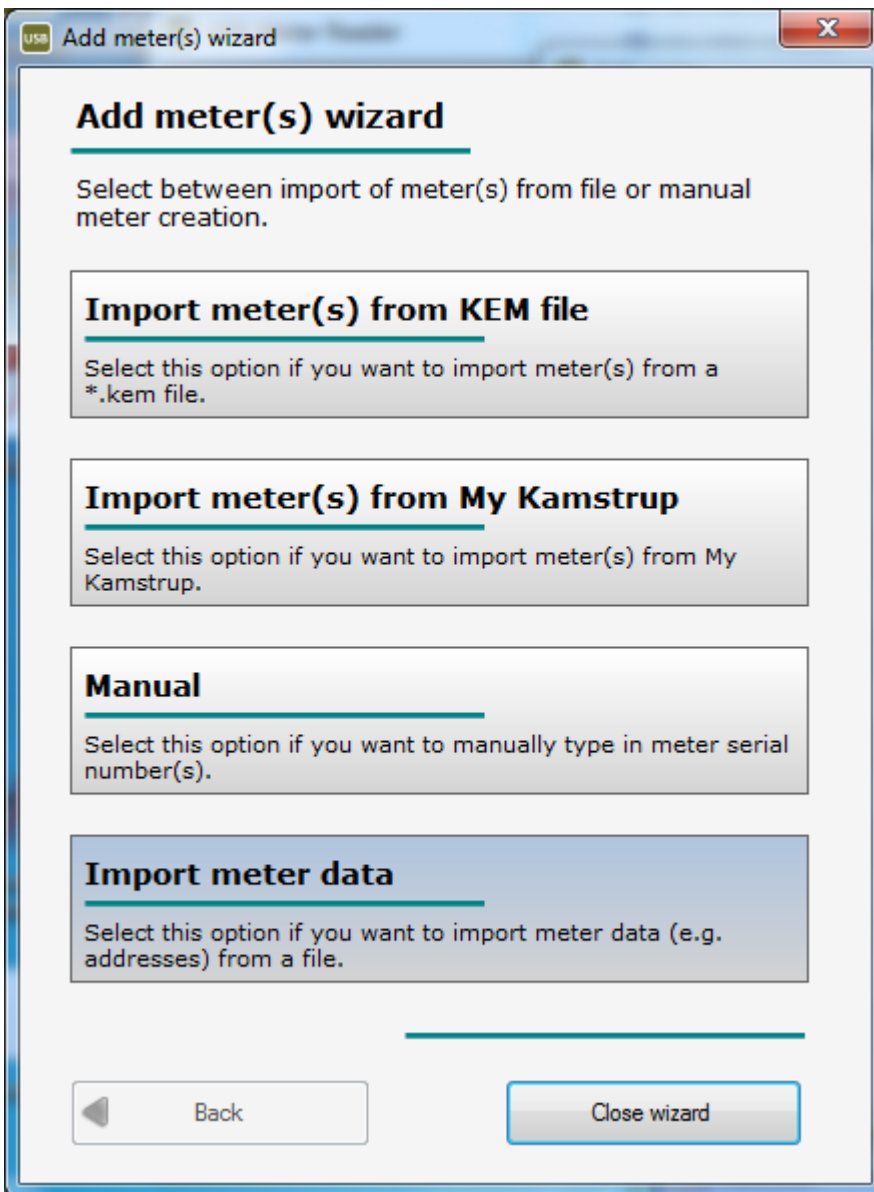 USB
Add meter(s) wizard
Reader
Add meter(s) wizard
Select between import of meter(s) from file or manual
meter creation.
Import meter(s) from KEM file
Select this option if you want to import meter(s) from a
*.kem file.
Import meter(s) from My Kamstrup
Select this option if you want to import meter(s) from My
Kamstrup.
Manual
Select this option if you want to manually type in meter serial
number(s).
Import meter data
Select this option if you want to import meter data (e.g.
addresses) from a file.
Back
Close wizard